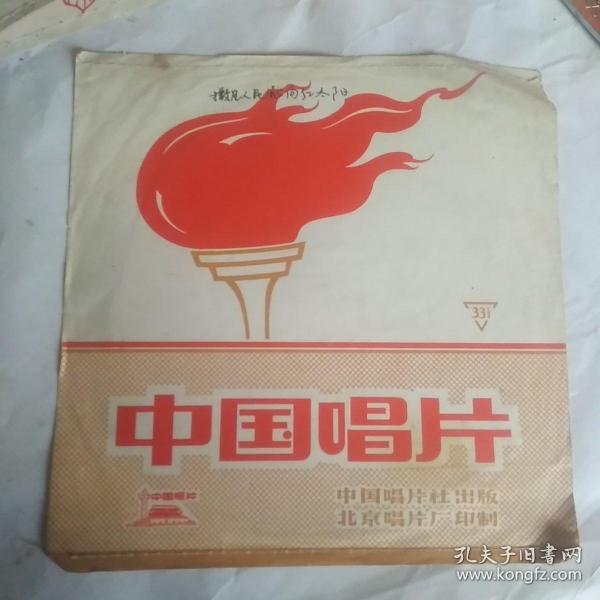 撒尼人民心向红太阳
33⅓
中国唱片
中国唱片
中国唱片社出版
北京唱片厂印制
孔夫子旧书网
www.kongfz.com